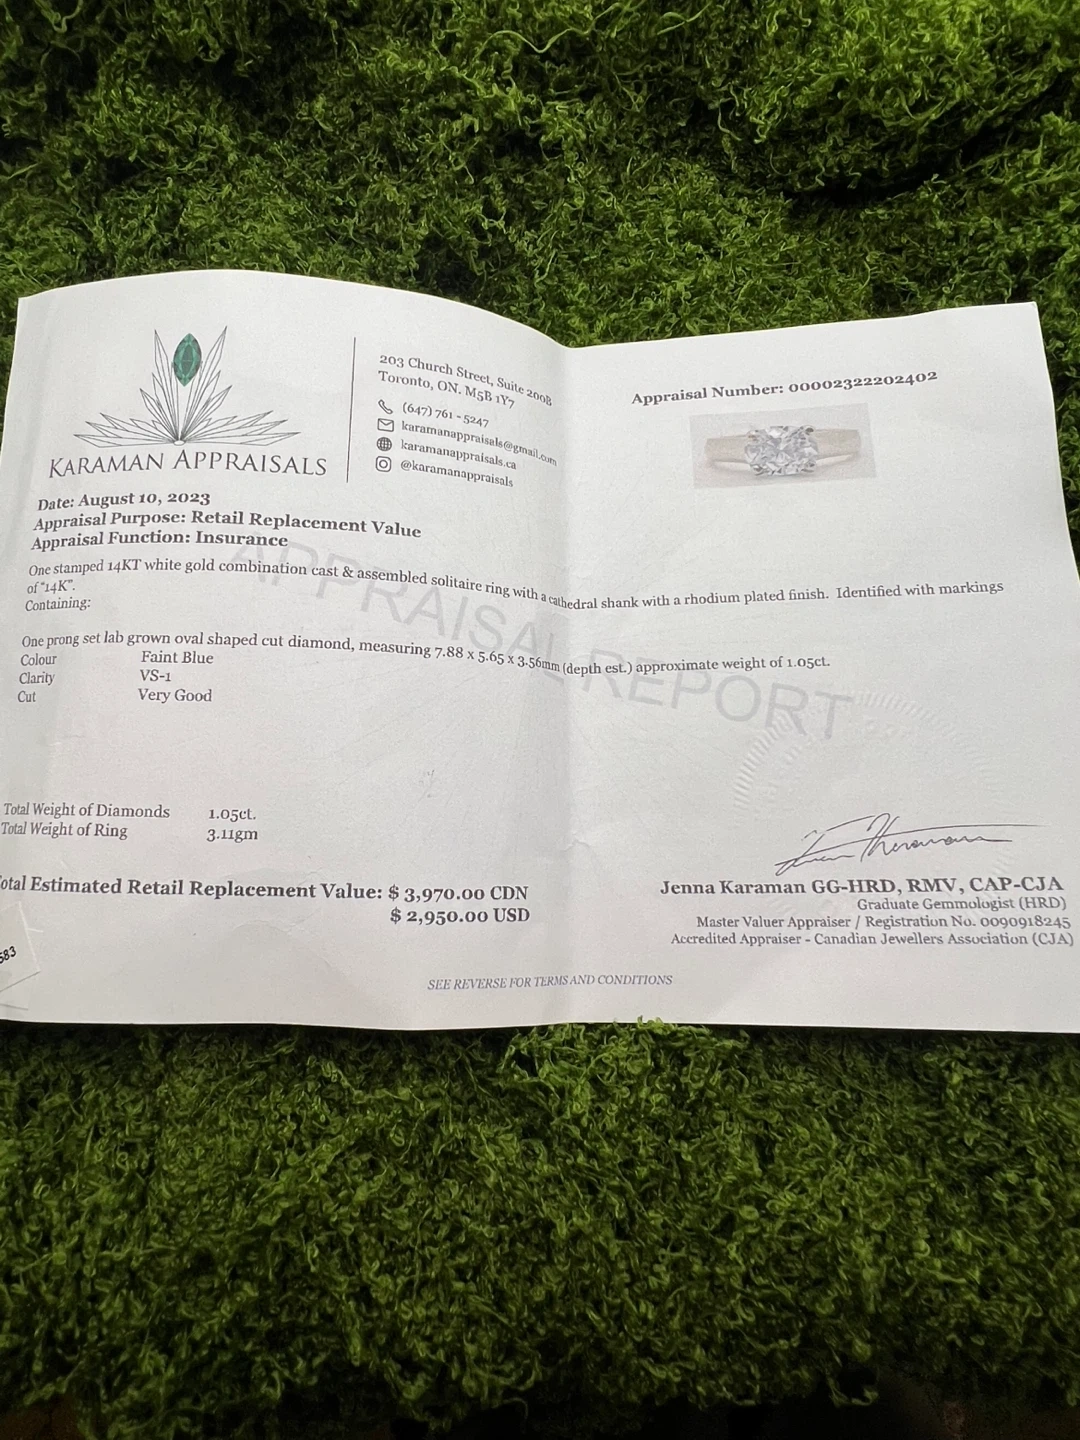 KARAMAN APPRAISALS
203 Church Street, Suite 200B
Toronto, ON. M5B 1Y7
(647) 761 - 5247
karamanappraisals@gmail.com
karamanappraisals.ca
@karamanappraisals
Appraisal Number: 00002322202402
Date: August 10, 2023
Appraisal Purpose: Retail Replacement Value
Appraisal Function: Insurance
APPRAISAL REPORT
One stamped 14KT white gold combination cast & assembled solitaire ring with a cathedral shank with a rhodium plated finish. Identified with markings
of "14K".
Containing:
One prong set lab grown oval shaped cut diamond, measuring 7.88 x 5.65 x 3.56mm (depth est.) approximate weight of 1.05ct.
Colour Faint Blue
Clarity VS-1
Cut Very Good
Total Weight of Diamonds 1.05ct.
Total Weight of Ring 3.11gm
otal Estimated Retail Replacement Value: $ 3,970.00 CDN
$ 2,950.00 USD
Jenna Karaman GG-HRD, RMV, CAP-CJA
Graduate Gemmologist (HRD)
Master Valuer Appraiser / Registration No. 0090918245
Accredited Appraiser - Canadian Jewellers Association (CJA)
583
SEE REVERSE FOR TERMS AND CONDITIONS